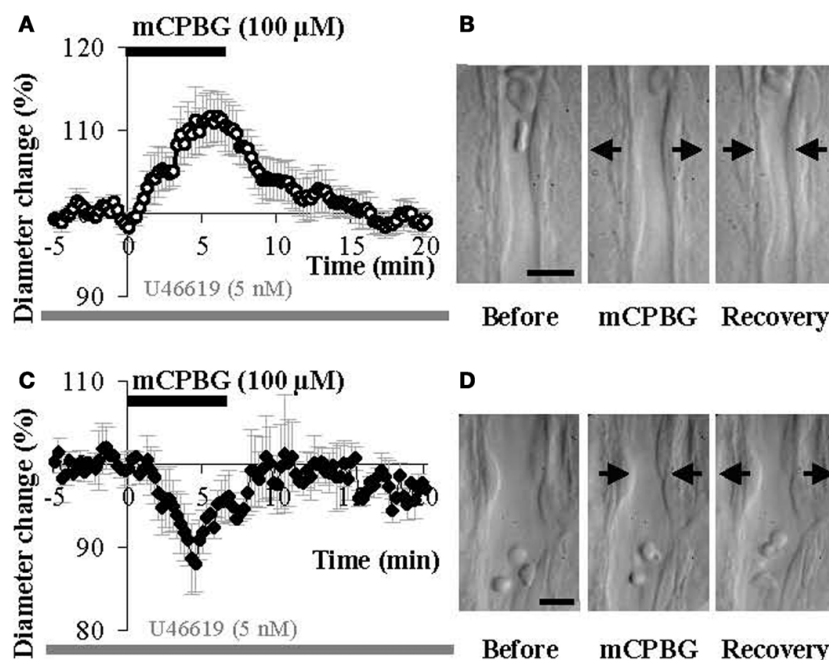 A
mCPBG (100 µM)
120
110
90
Diameter change (%)
-5 0 5 10 15 20
Time (min)
U46619 (5 nM)
B
Before mCPBG Recovery
C
mCPBG (100 µM)
110
90
80
Diameter change (%)
-5 0 5 10
Time (min)
U46619 (5 nM)
D
Before mCPBG Recovery